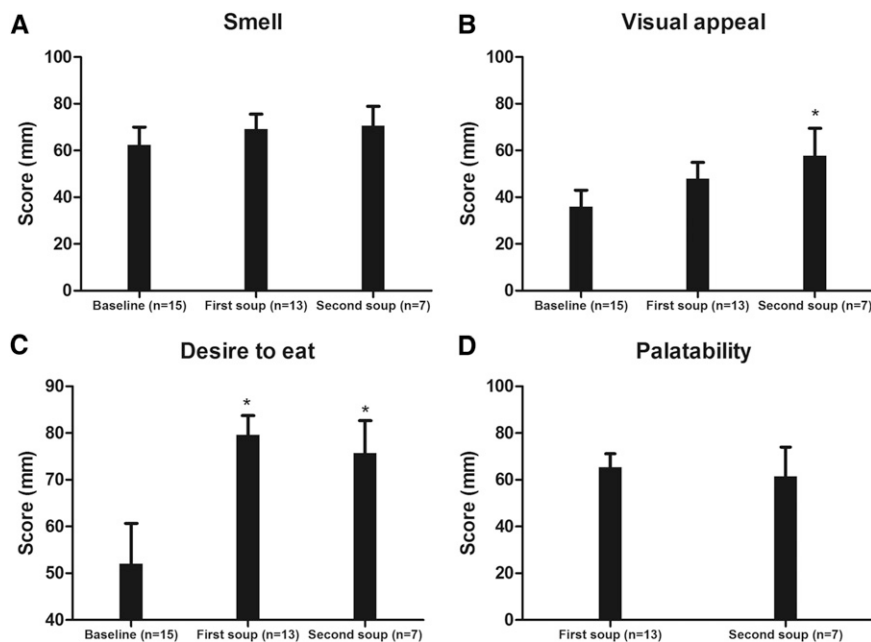 A
Smell
Score (mm)
100
80
60
40
20
0
Baseline (n=15) First soup (n=13) Second soup (n=7)
B
Visual appeal
Score (mm)
100
80
60
40
20
0
*
Baseline (n=15) First soup (n=13) Second soup (n=7)
C
Desire to eat
Score (mm)
90
80
70
60
50
40
* *
Baseline (n=15) First soup (n=13) Second soup (n=7)
D
Palatability
Score (mm)
100
80
60
40
20
0
First soup (n=13) Second soup (n=7)